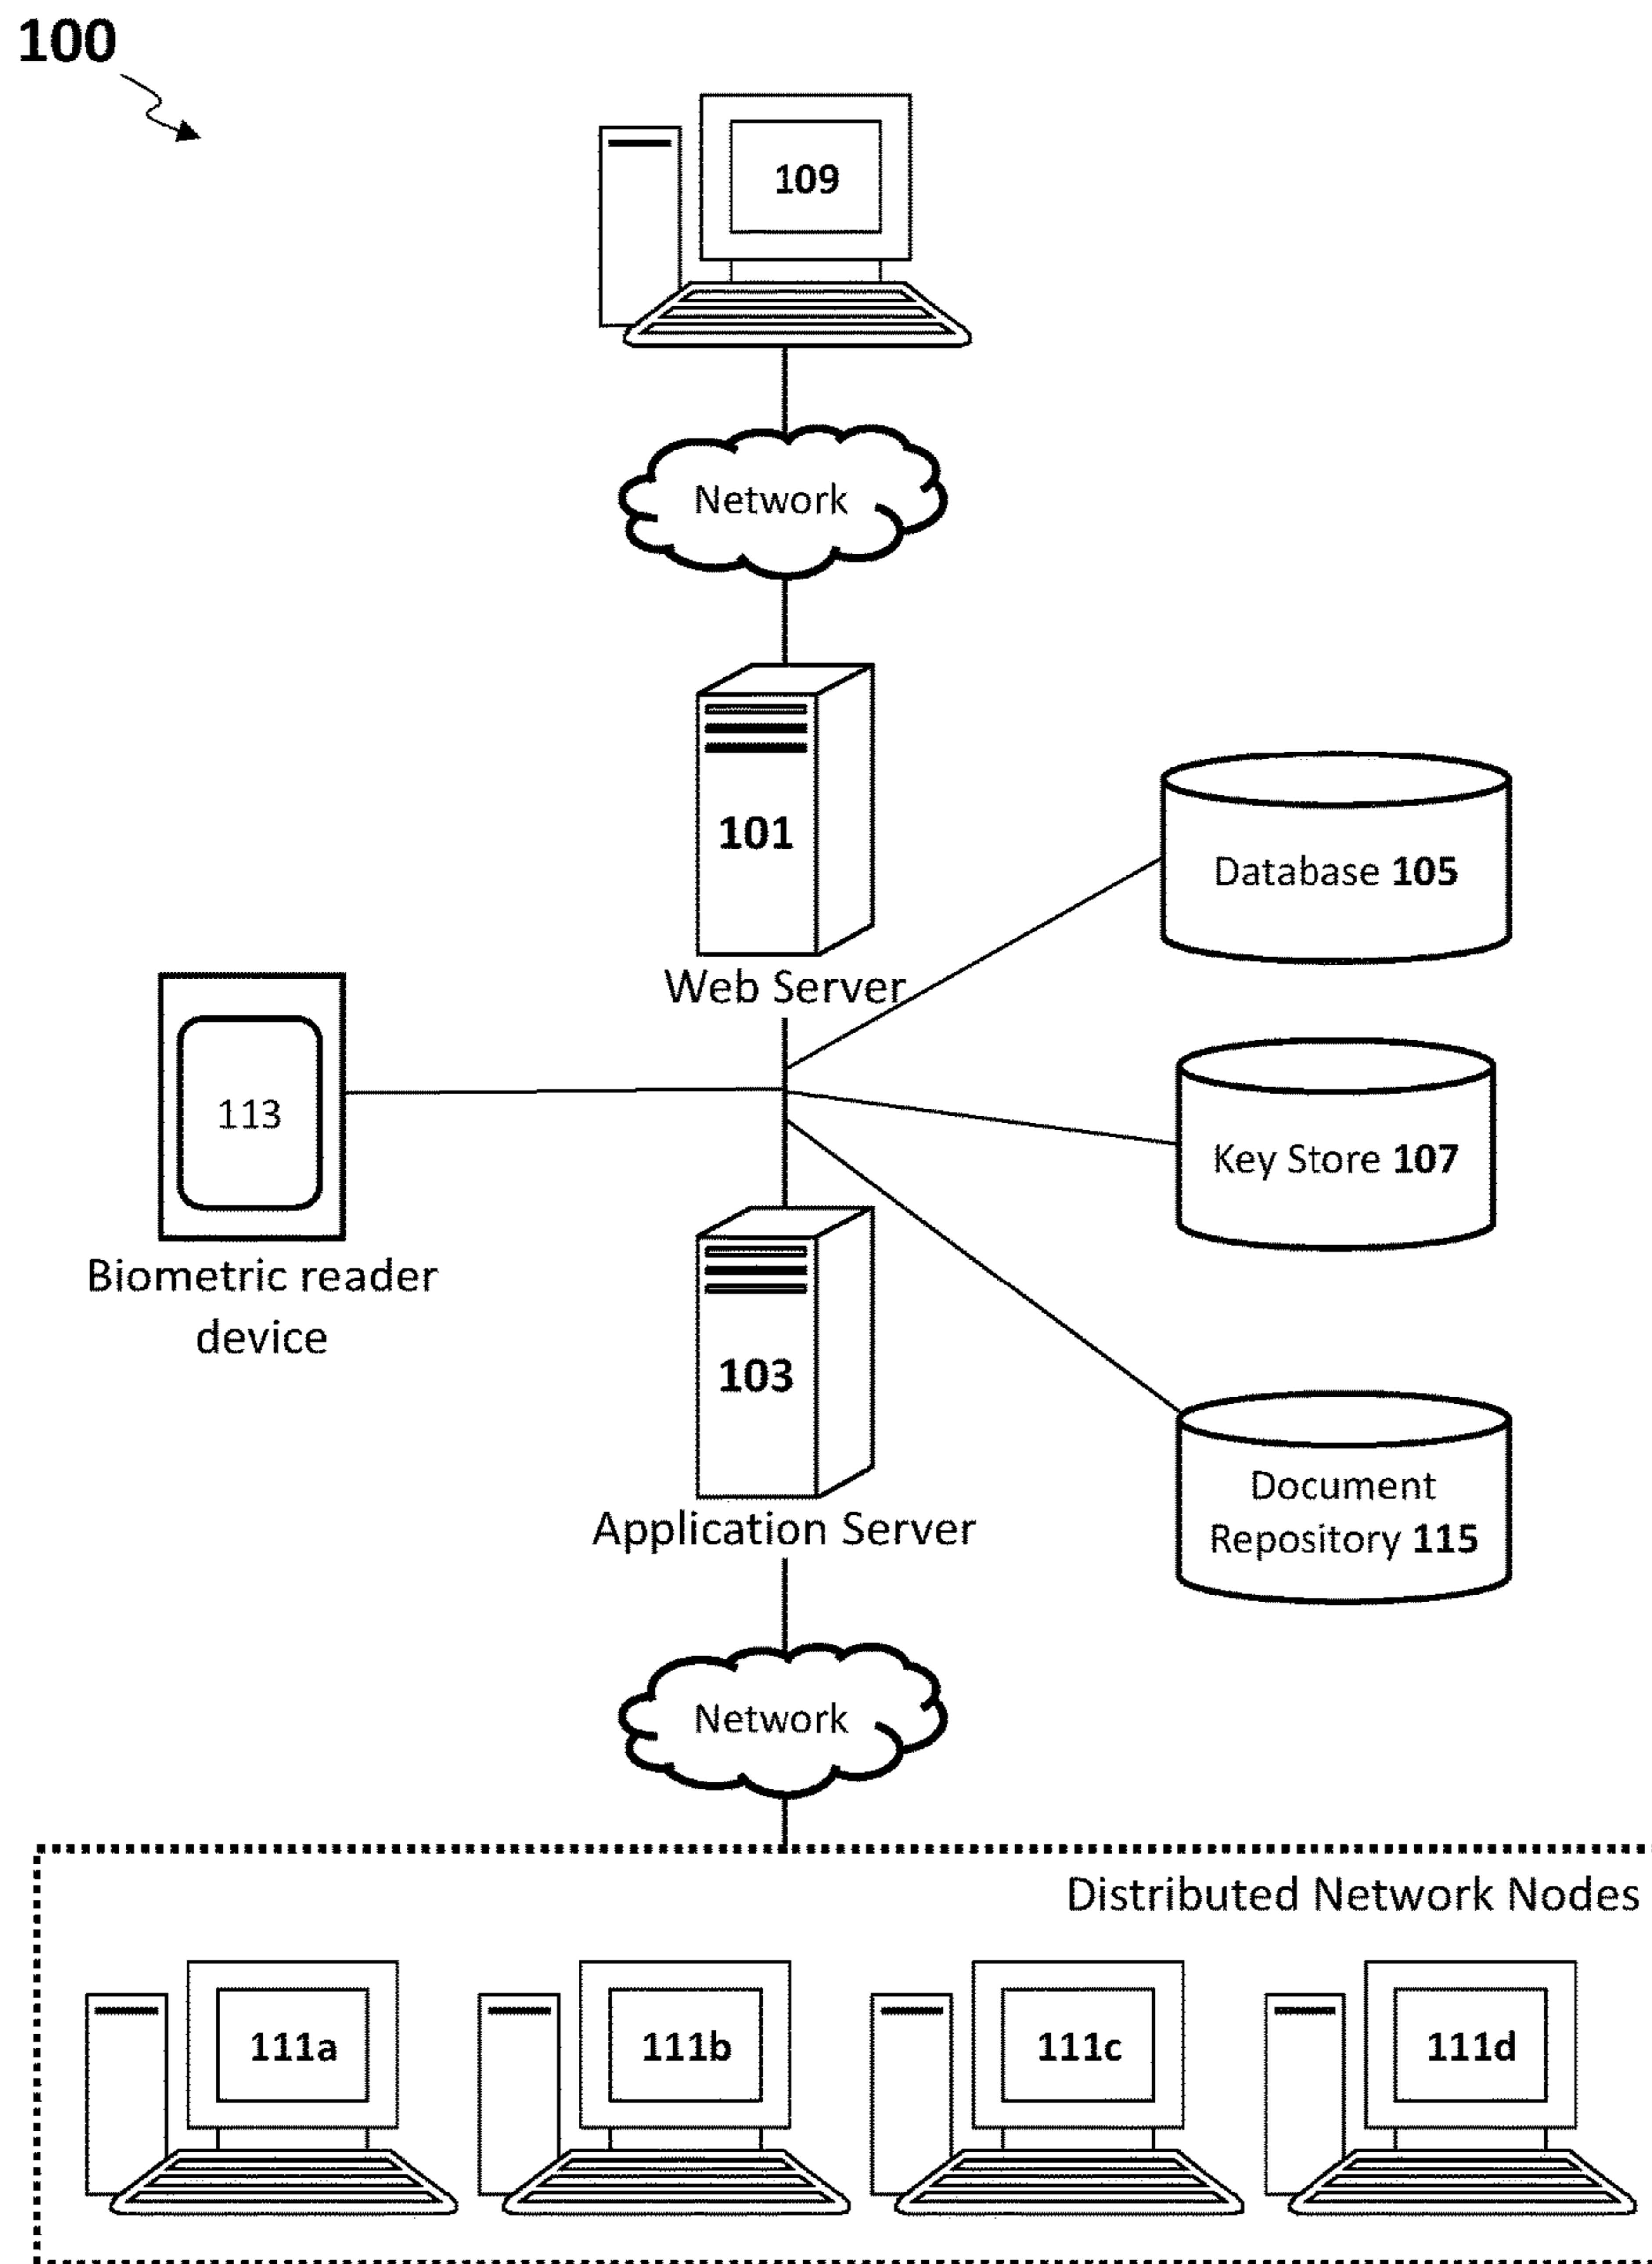 100
109
Network
101
Web Server
Database 105
113
Biometric reader
device
Key Store 107
103
Application Server
Document
Repository 115
Network
Distributed Network Nodes
111a
111b
111c
111d